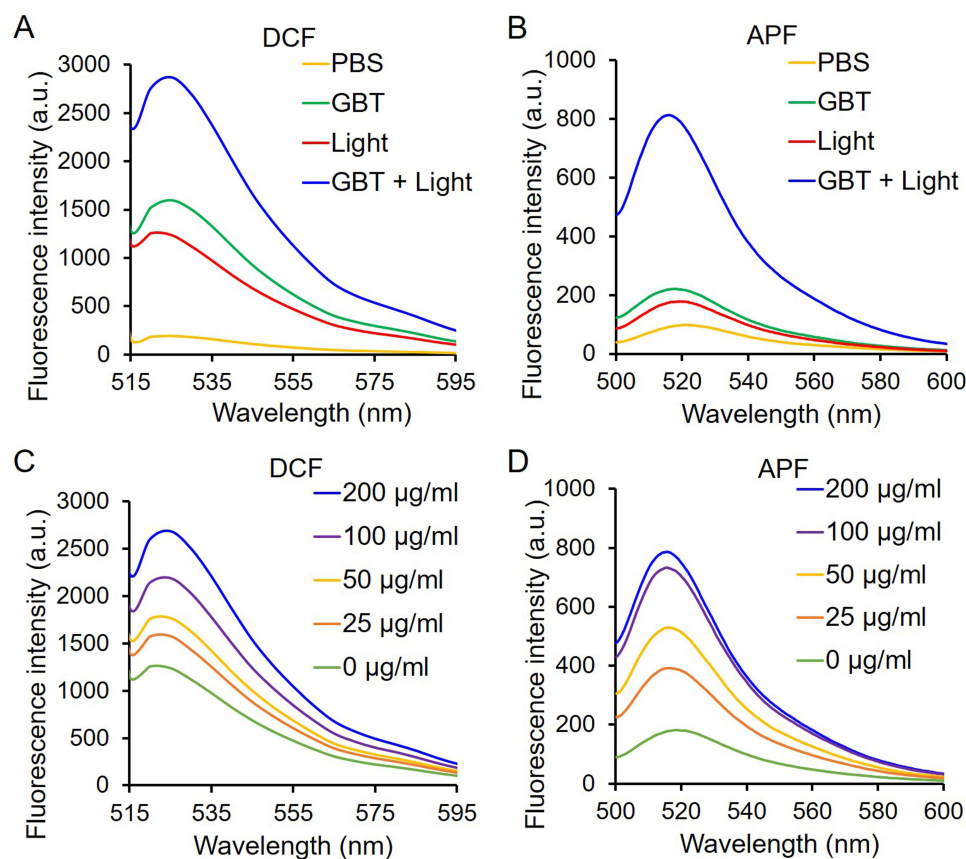 A
DCF
Fluorescence intensity (a.u.)
3000
2500
2000
1500
1000
500
0
515
535
555
575
595
Wavelength (nm)
PBS
GBT
Light
GBT + Light
B
APF
Fluorescence intensity (a.u.)
1000
800
600
400
200
0
500
520
540
560
580
600
Wavelength (nm)
PBS
GBT
Light
GBT + Light
C
DCF
Fluorescence intensity (a.u.)
3000
2500
2000
1500
1000
500
0
515
535
555
575
595
Wavelength (nm)
200 µg/ml
100 µg/ml
50 µg/ml
25 µg/ml
0 µg/ml
D
APF
Fluorescence intensity (a.u.)
1000
800
600
400
200
0
500
520
540
560
580
600
Wavelength (nm)
200 µg/ml
100 µg/ml
50 µg/ml
25 µg/ml
0 µg/ml